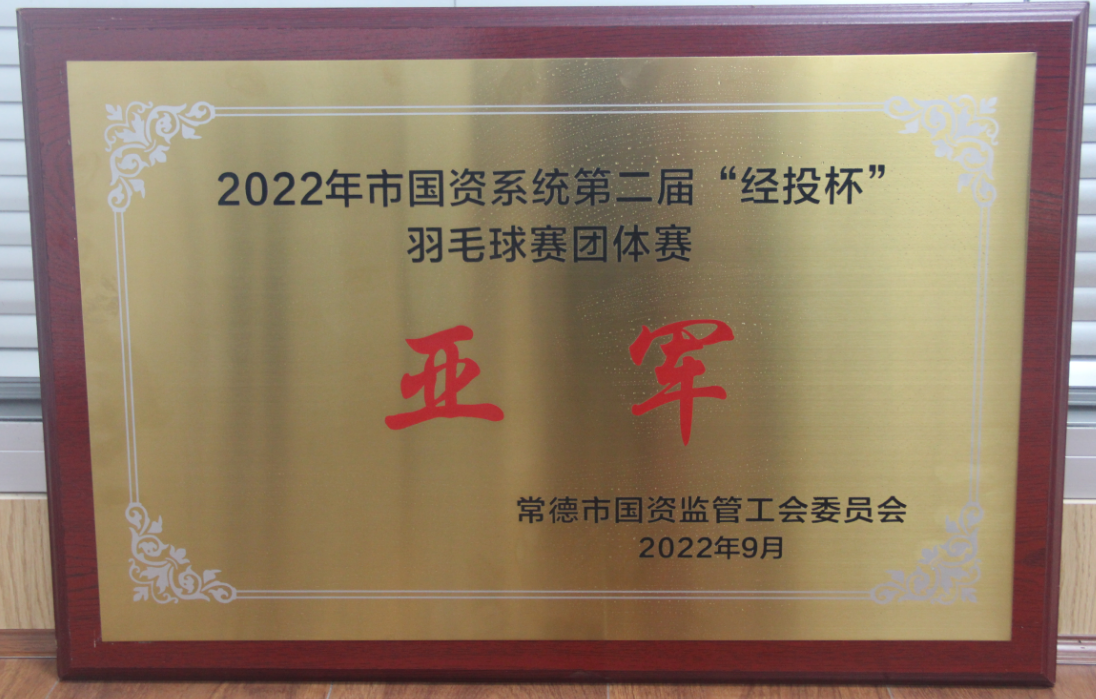 2022年市国资系统第二届“经投杯”
羽毛球赛团体赛
亚军
常德市国资监管工会委员会
2022年9月